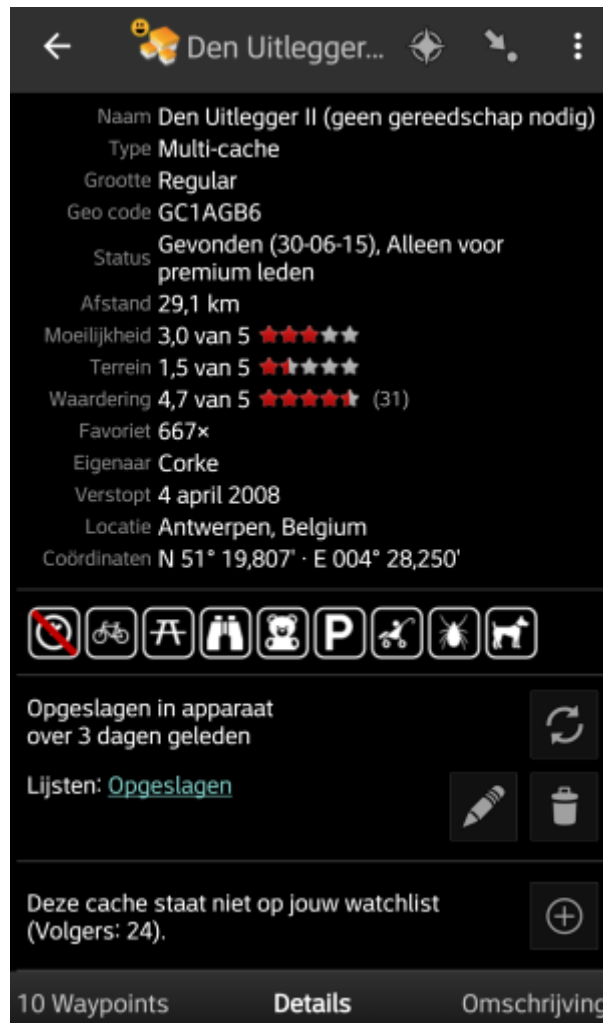 Den Uitlegger...
Naam Den Uitlegger II (geen gereedschap nodig)
Type Multi-cache
Grootte Regular
Geo code GC1AGB6
Status Gevonden (30-06-15), Alleen voor
premium leden
Afstand 29,1 km
Moeilijkheid 3,0 van 5
Terrein 1,5 van 5
Waardering 4,7 van 5 (31)
Favoriet 667×
Eigenaar Corke
Verstopt 4 april 2008
Locatie Antwerpen, Belgium
Coördinaten N 51° 19,807' · E 004° 28,250'
P
Opgeslagen in apparaat
over 3 dagen geleden
Lijsten: Opgeslagen
Deze cache staat niet op jouw watchlist
(Volgers: 24).
10 Waypoints Details Omschrijving